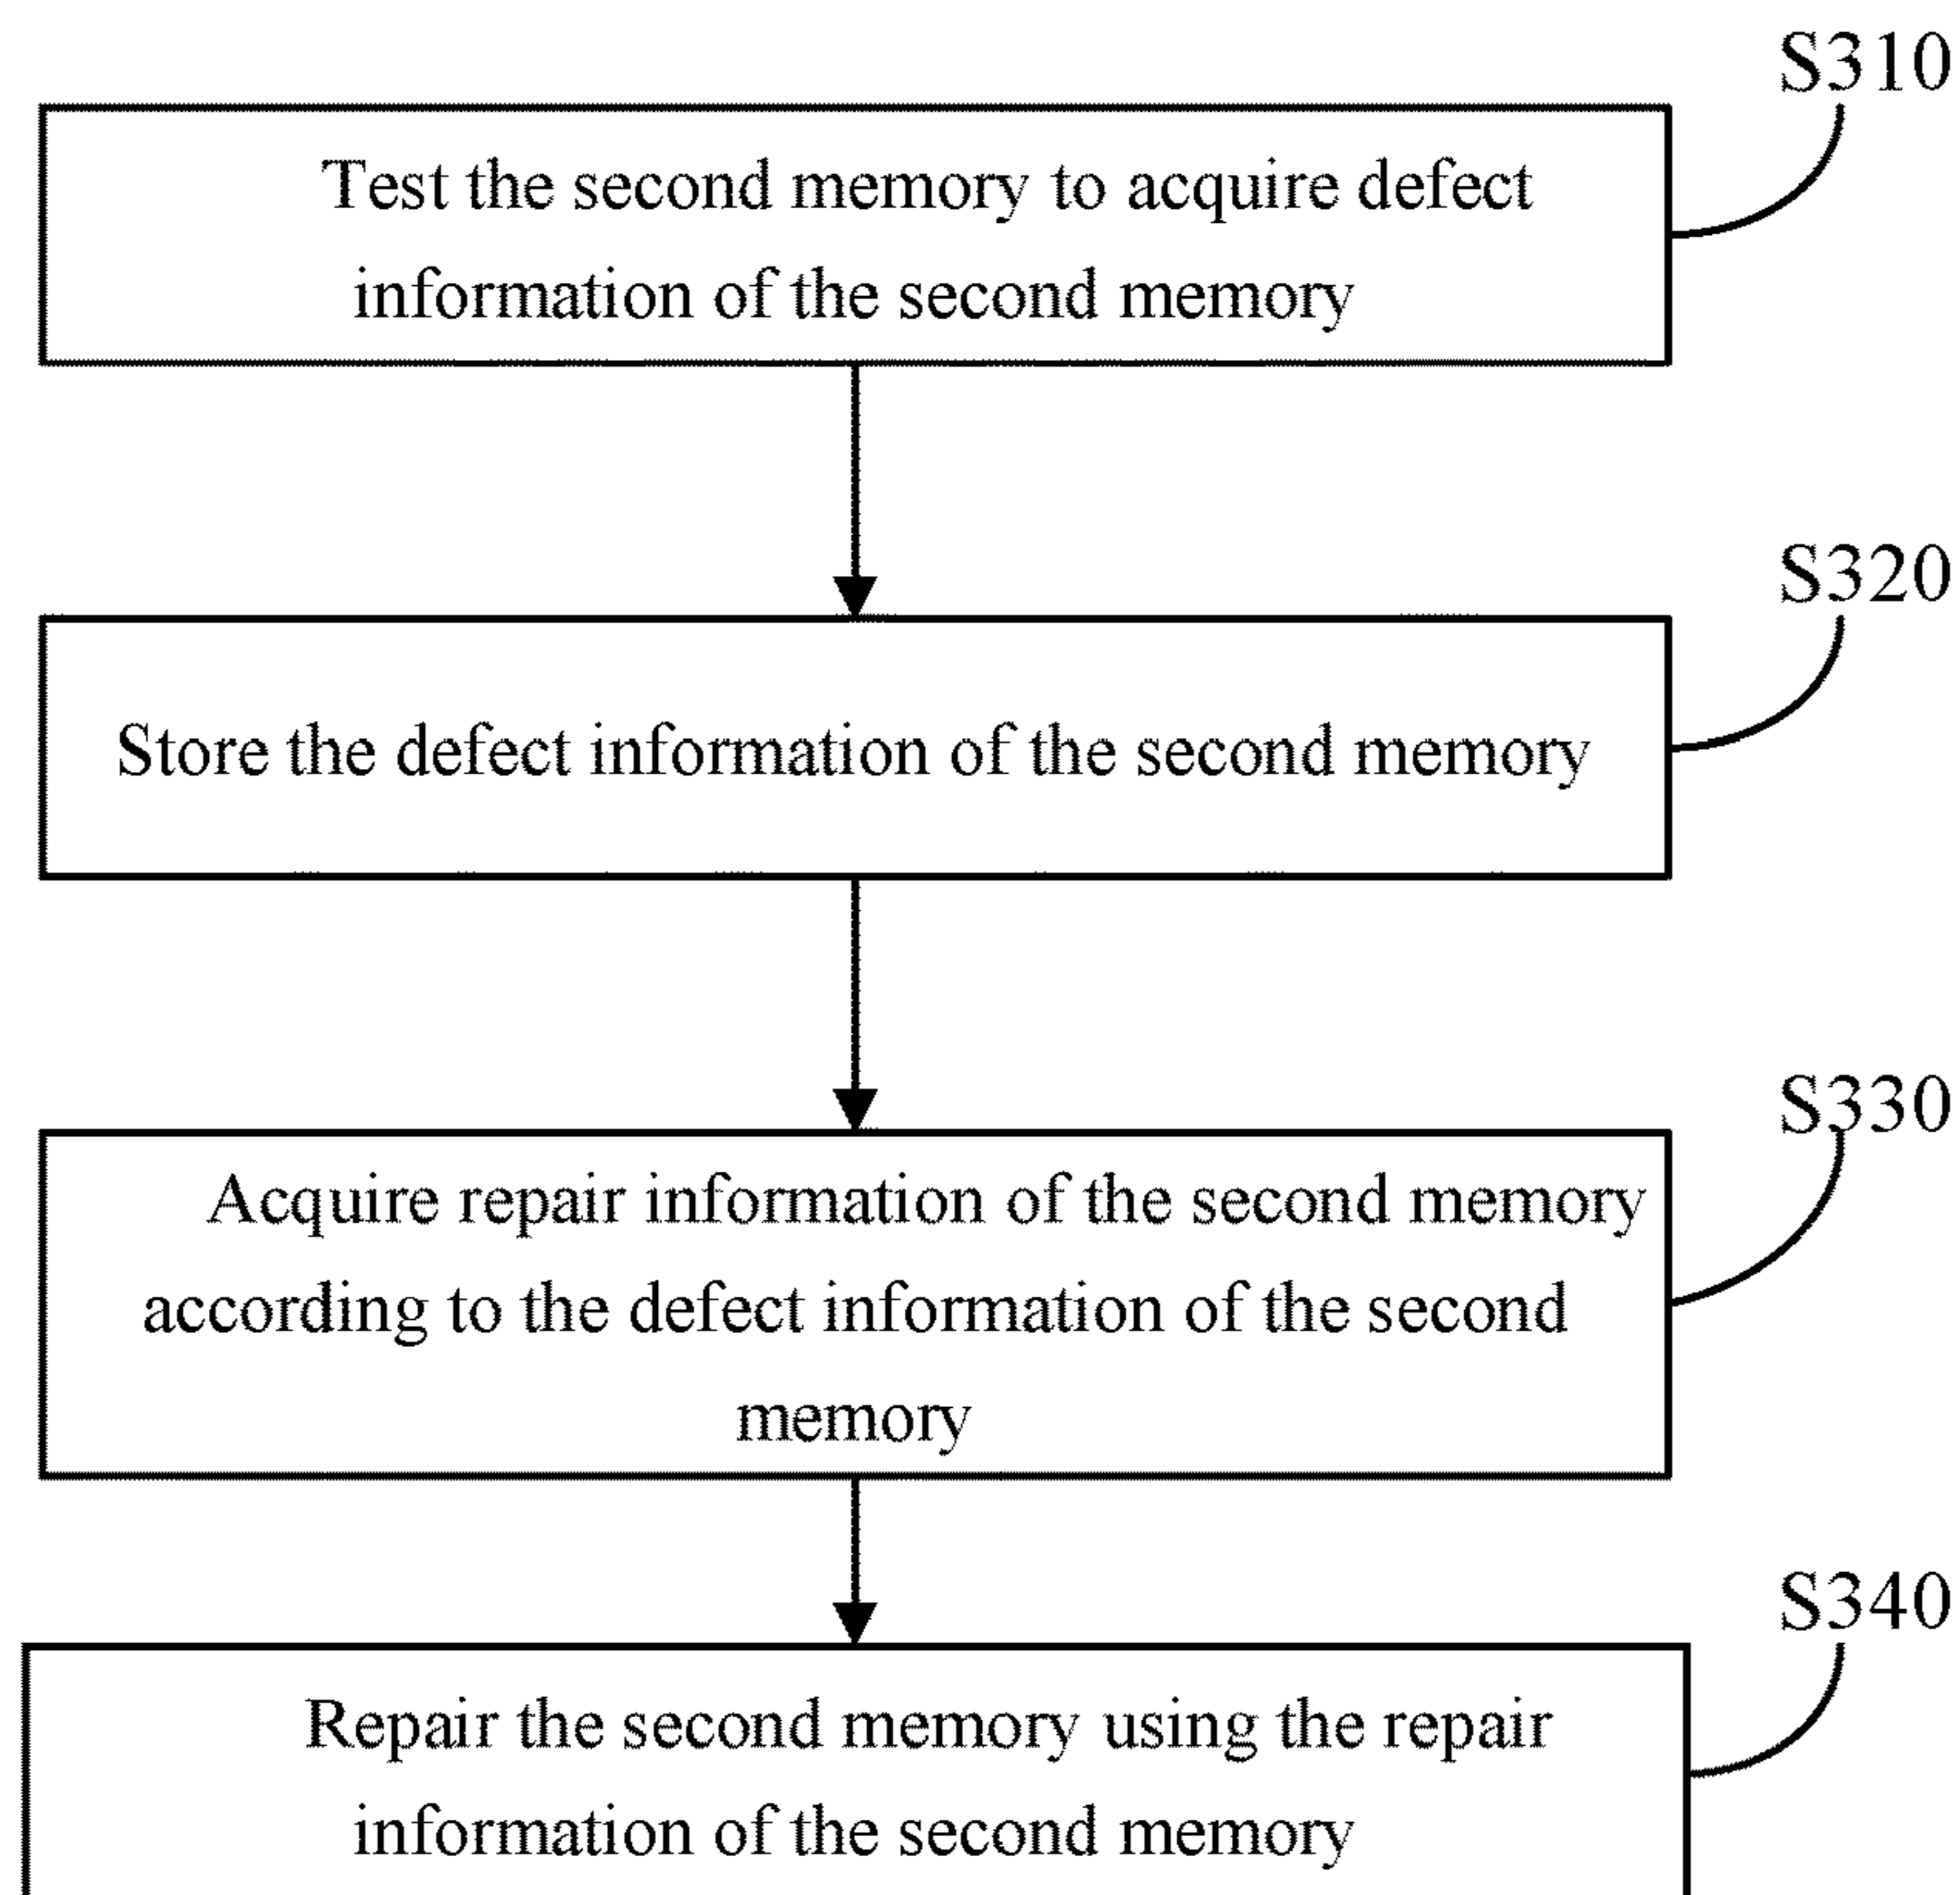 S310
Test the second memory to acquire defect
information of the second memory
S320
Store the defect information of the second memory
S330
Acquire repair information of the second memory
according to the defect information of the second
memory
S340
Repair the second memory using the repair
information of the second memory